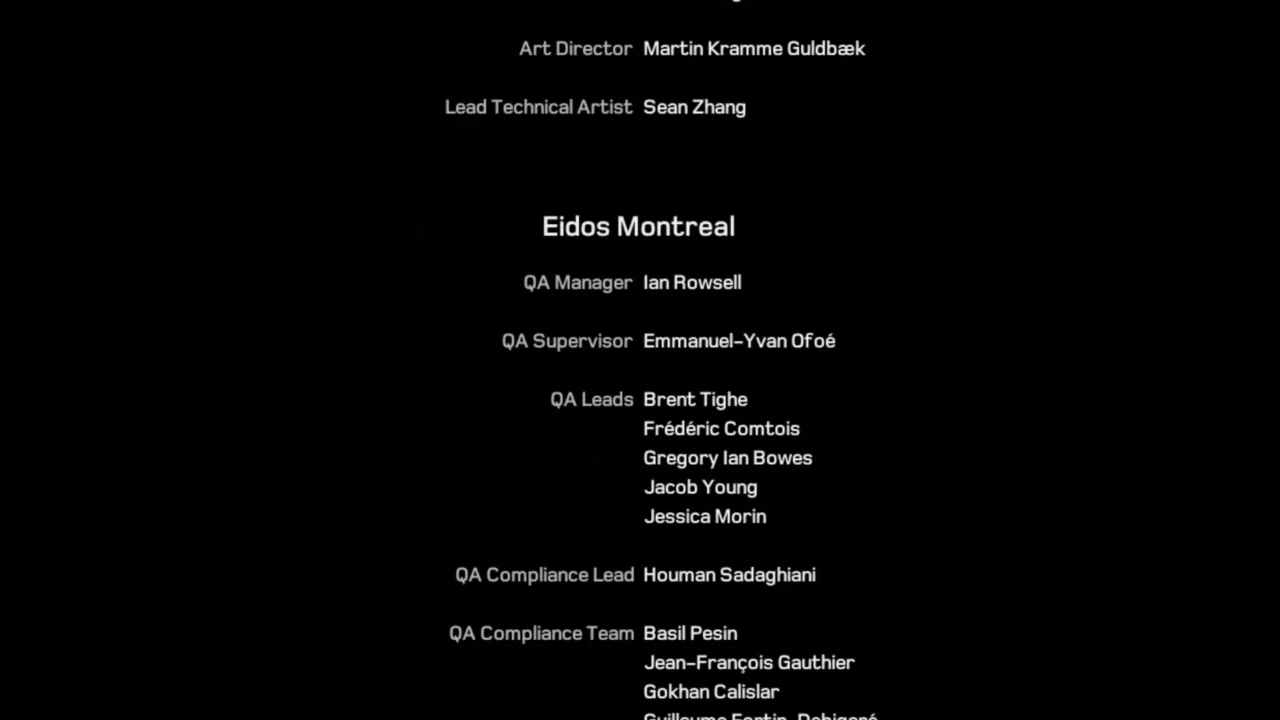 Art Director Martin Kramme Guldbæk
Lead Technical Artist Sean Zhang
Eidos Montreal
QA Manager Ian Rowsell
QA Supervisor Emmanuel-Yvan Ofoé
QA Leads Brent Tighe
Frédéric Comtois
Gregory Ian Bowes
Jacob Young
Jessica Morin
QA Compliance Lead Houman Sadaghiani
QA Compliance Team Basil Pesin
Jean-François Gauthier
Gokhan Calislar